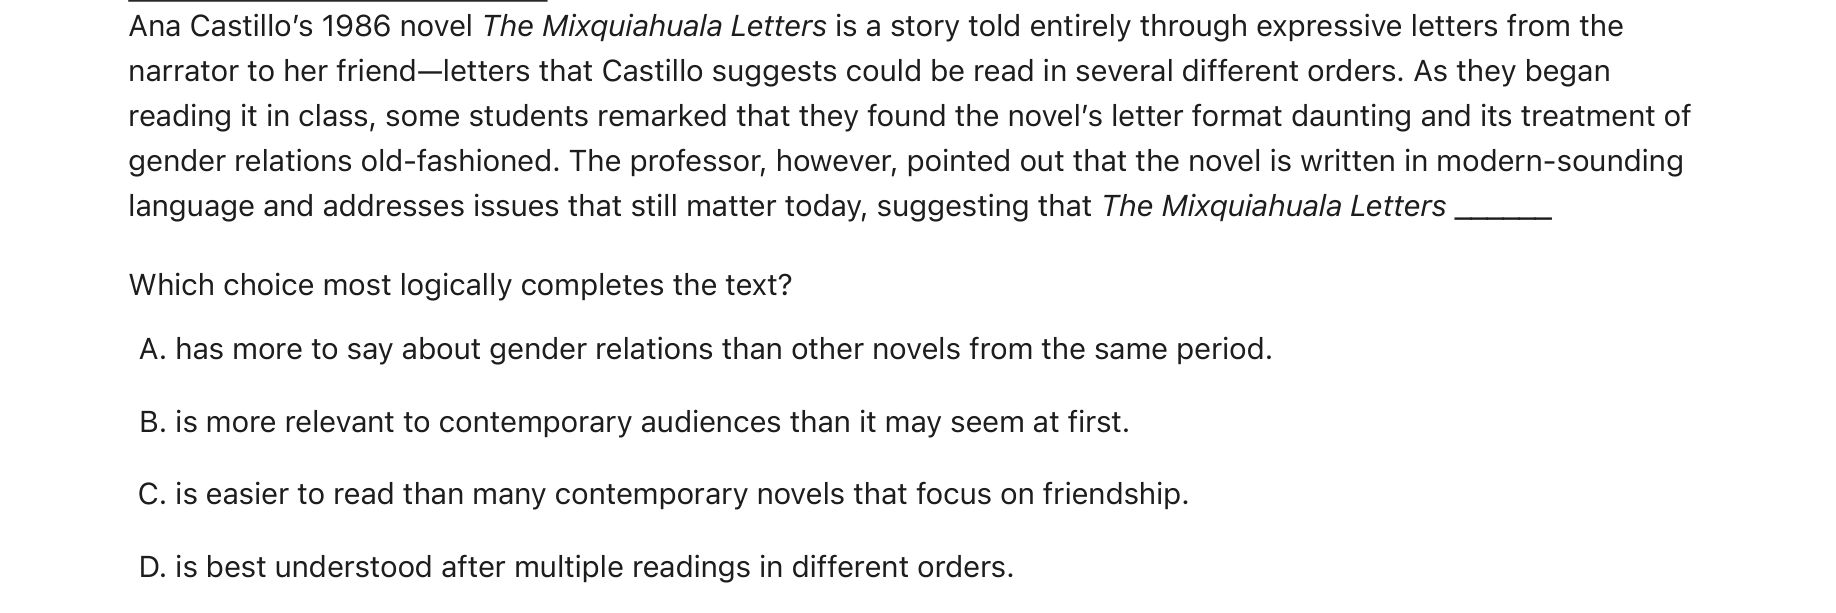 Ana Castillo’s 1986 novel The Mixquiahuala Letters is a story told entirely through expressive letters from the
narrator to her friend—letters that Castillo suggests could be read in several different orders. As they began
reading it in class, some students remarked that they found the novel’s letter format daunting and its treatment of
gender relations old-fashioned. The professor, however, pointed out that the novel is written in modern-sounding
language and addresses issues that still matter today, suggesting that The Mixquiahuala Letters ______
Which choice most logically completes the text?
A. has more to say about gender relations than other novels from the same period.
B. is more relevant to contemporary audiences than it may seem at first.
C. is easier to read than many contemporary novels that focus on friendship.
D. is best understood after multiple readings in different orders.